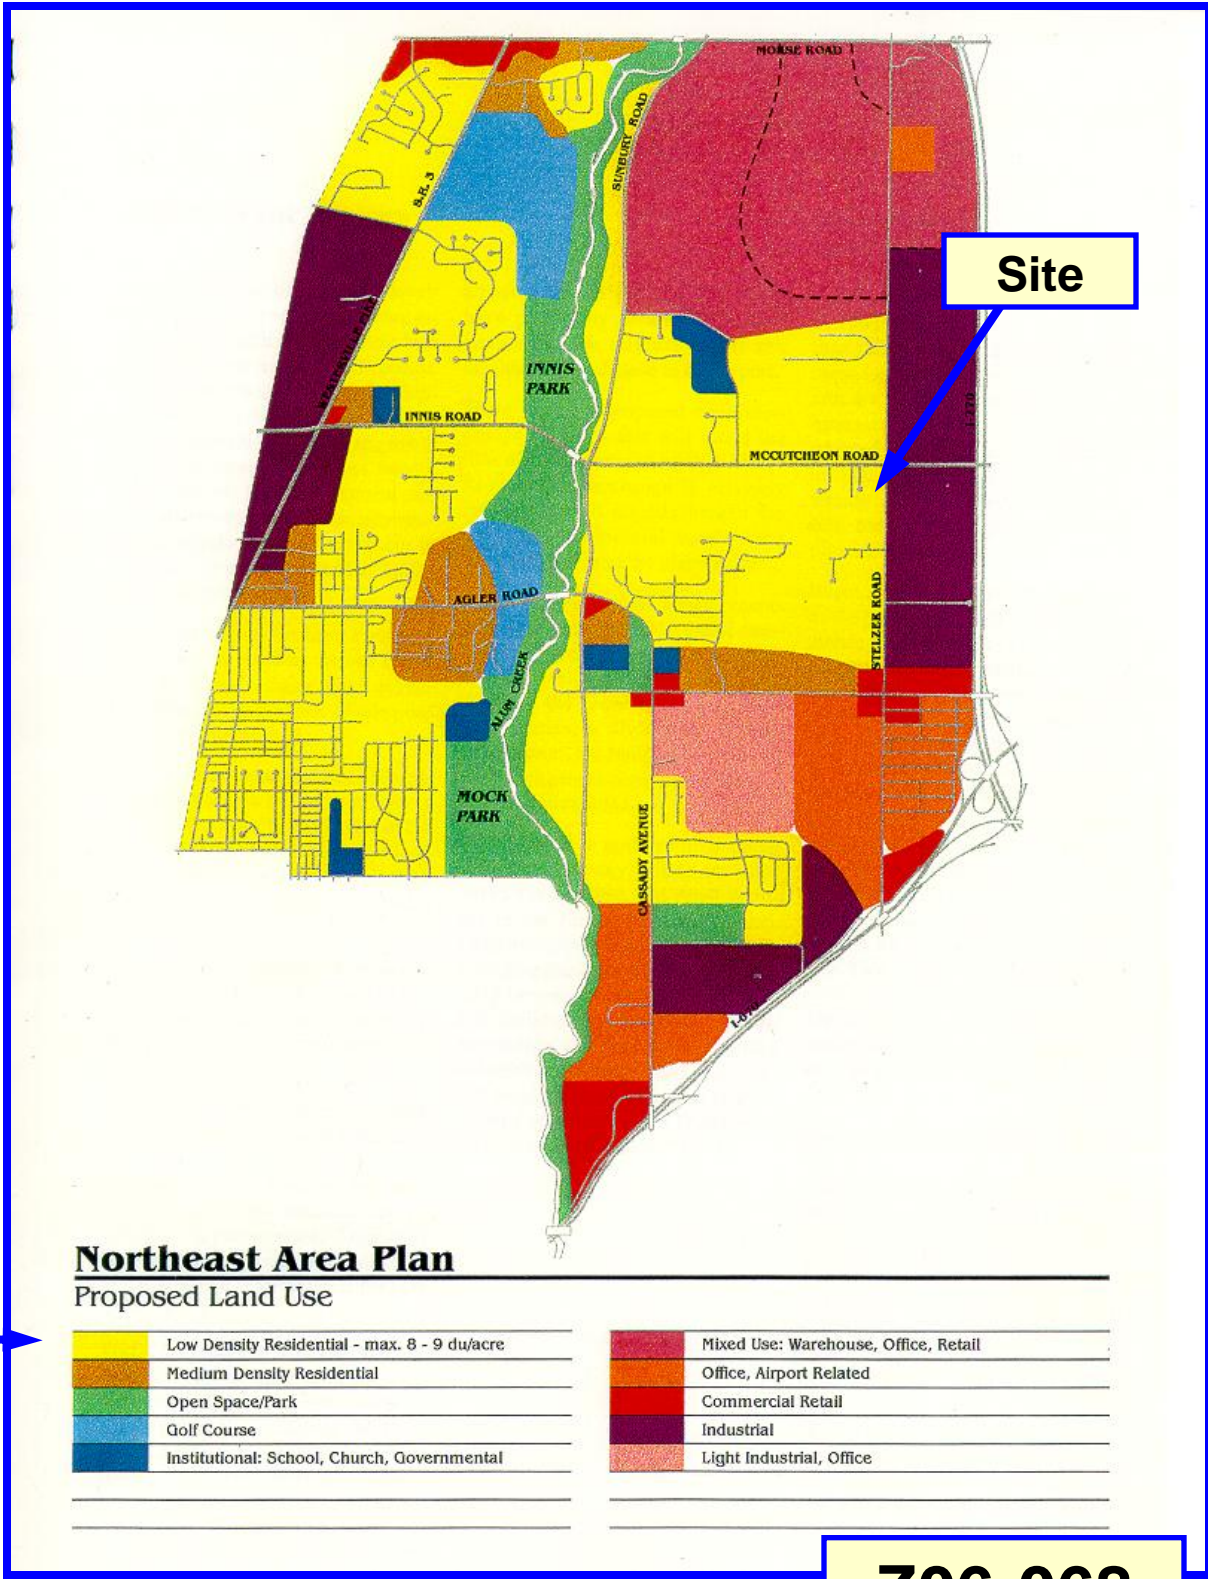 MORSE ROAD
SUNBURY ROAD
S.R. 3
Site
INNIS
PARK
I-270
INNIS ROAD
MCCUTCHEON ROAD
AGLER ROAD
STELZER ROAD
ALUM CREEK
MOCK
PARK
CASSADY AVENUE
Northeast Area Plan
Proposed Land Use
Low Density Residential - max. 8 - 9 du/acre
Medium Density Residential
Open Space/Park
Golf Course
Institutional: School, Church, Governmental
Mixed Use: Warehouse, Office, Retail
Office, Airport Related
Commercial Retail
Industrial
Light Industrial, Office
Z06-068